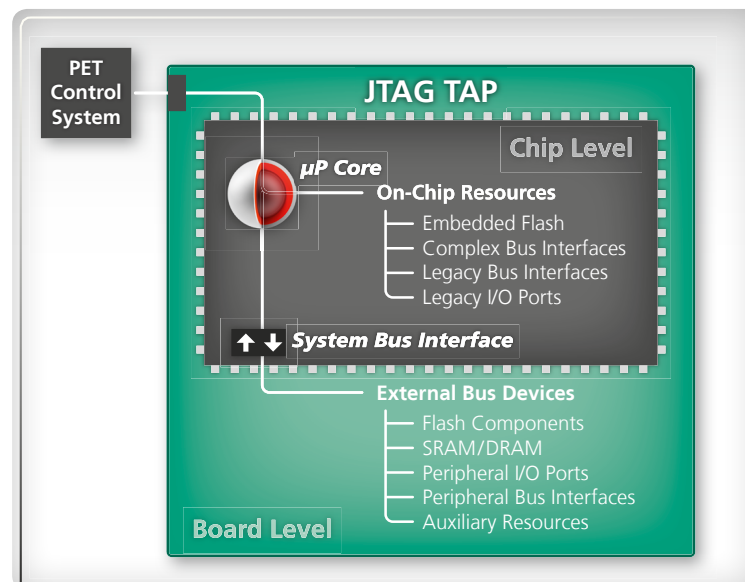 PET
Control
System
JTAG TAP
Chip Level
µP Core
On-Chip Resources
Embedded Flash
Complex Bus Interfaces
Legacy Bus Interfaces
Legacy I/O Ports
System Bus Interface
External Bus Devices
Flash Components
SRAM/DRAM
Peripheral I/O Ports
Peripheral Bus Interfaces
Auxiliary Resources
Board Level